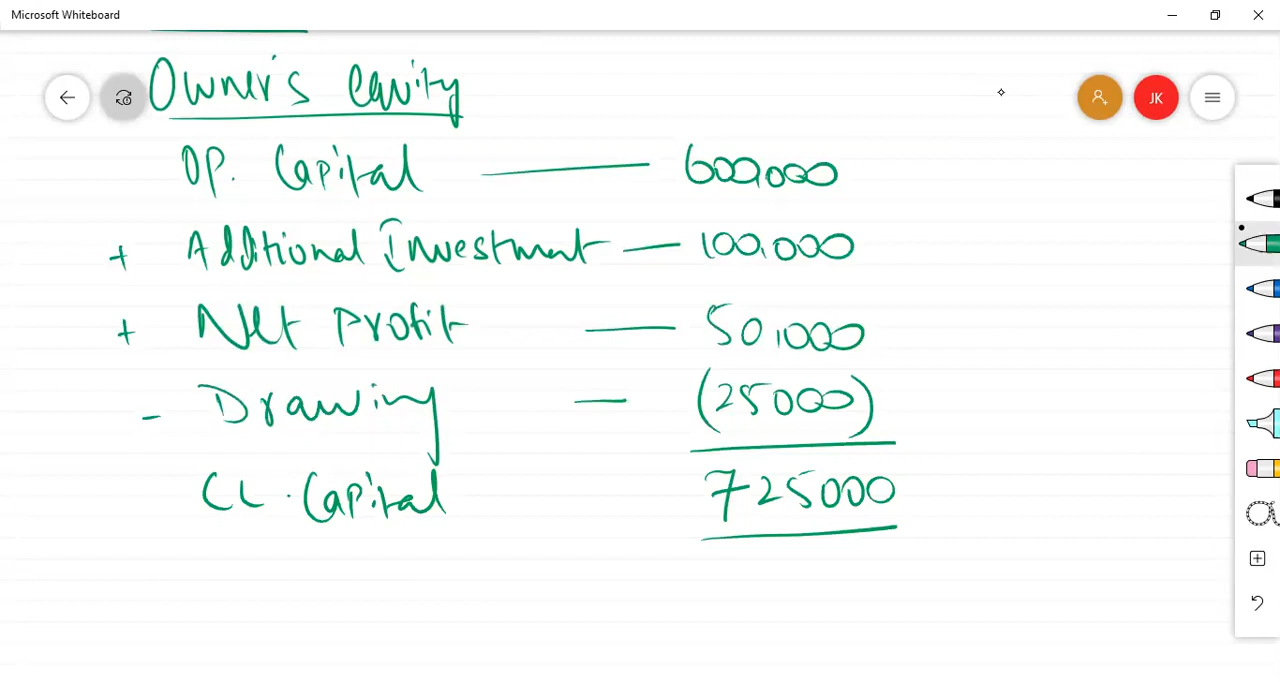 Microsoft Whiteboard
Owner's Equity
JK
OP. Capital — 600,000
+ Additional Investment — 100,000
+ Net Profit — 50,000
- Drawing — (25000)
CL. Capital 725000